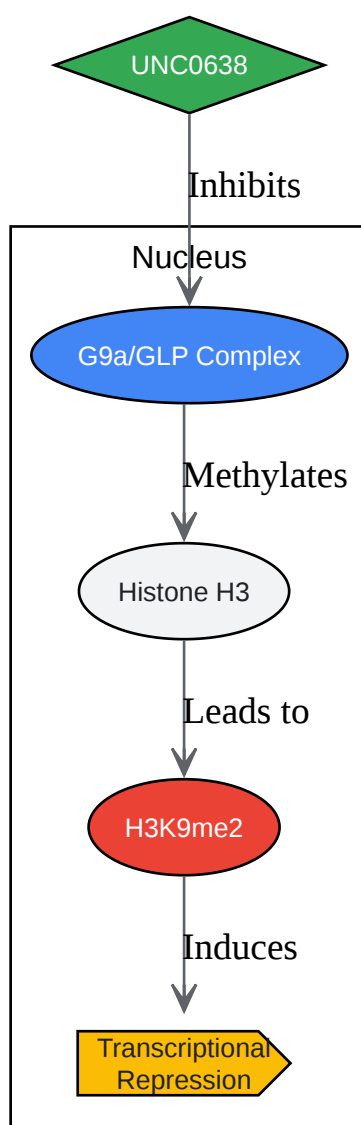 UNC0638
Inhibits
Nucleus
G9a/GLP Complex
Methylates
Histone H3
Leads to
H3K9me2
Induces
Transcriptional
Repression